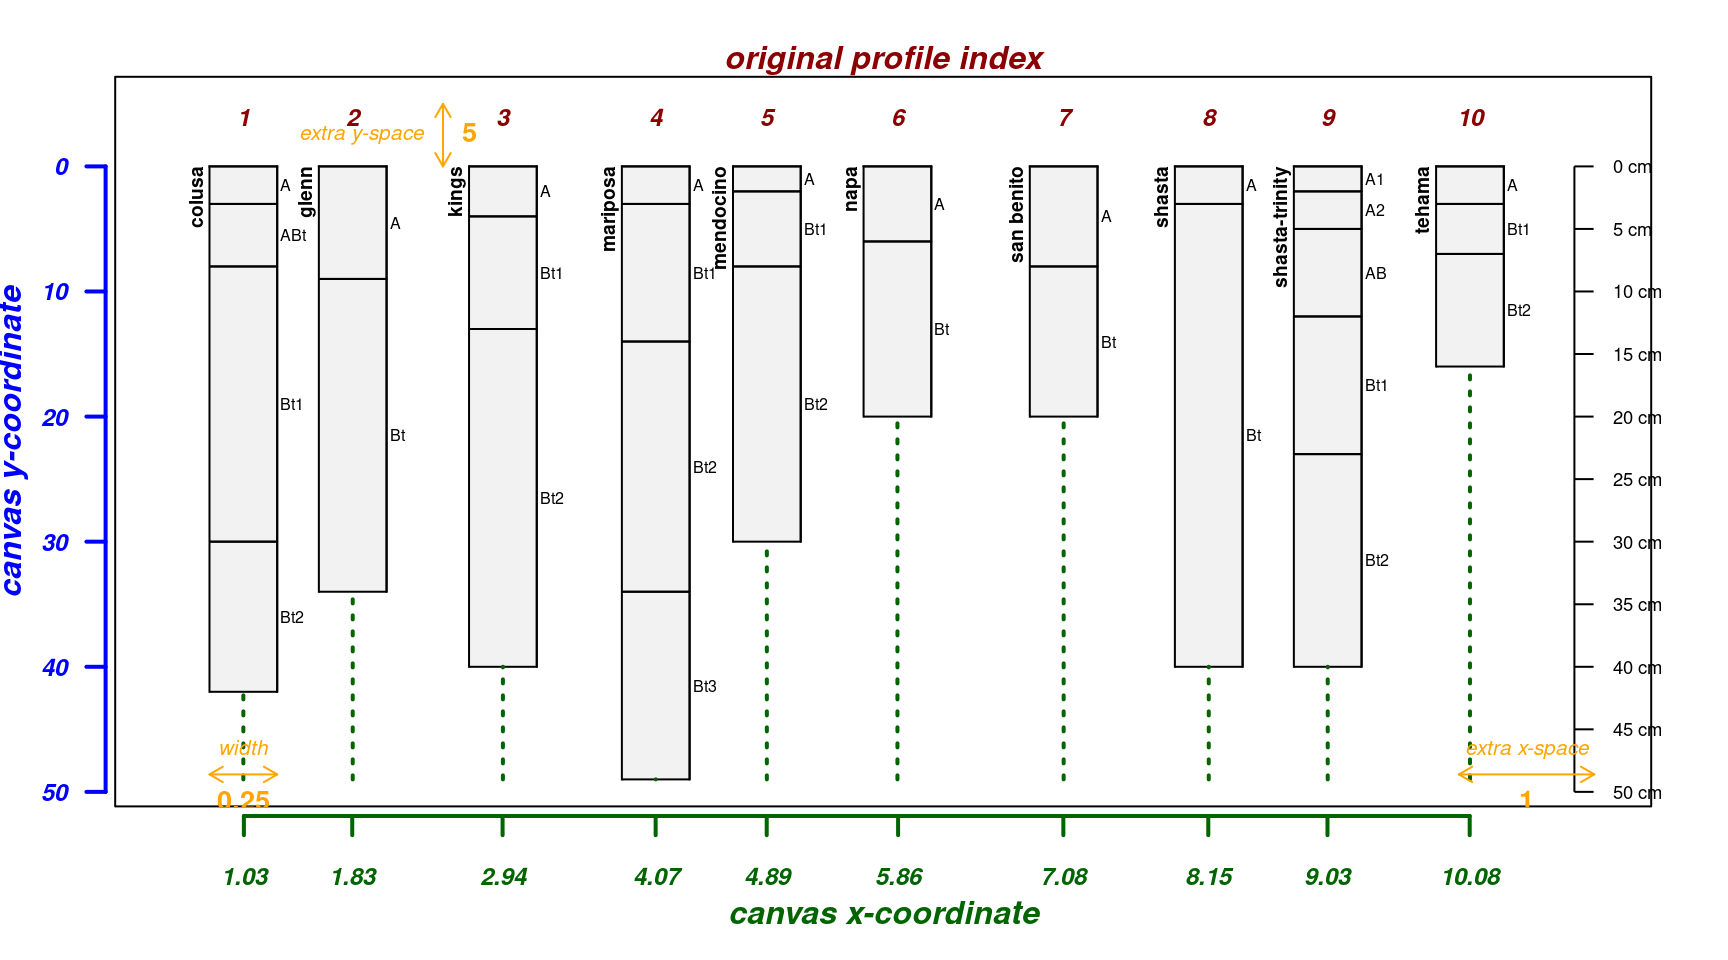 original profile index
1 2 3 4 5 6 7 8 9 10
extra y-space 5
canvas y-coordinate
0
10
20
30
40
50
colusa
A
ABt
Bt1
Bt2
glenn
A
Bt
kings
A
Bt1
Bt2
mariposa
A
Bt1
Bt2
Bt3
mendocino
A
Bt1
Bt2
napa
A
Bt
san benito
A
Bt
shasta
A
Bt
shasta-trinity
A1
A2
AB
Bt1
Bt2
tehama
A
Bt1
Bt2
0 cm
5 cm
10 cm
15 cm
20 cm
25 cm
30 cm
35 cm
40 cm
45 cm
50 cm
width
0.25
extra x-space
1
1.03 1.83 2.94 4.07 4.89 5.86 7.08 8.15 9.03 10.08
canvas x-coordinate